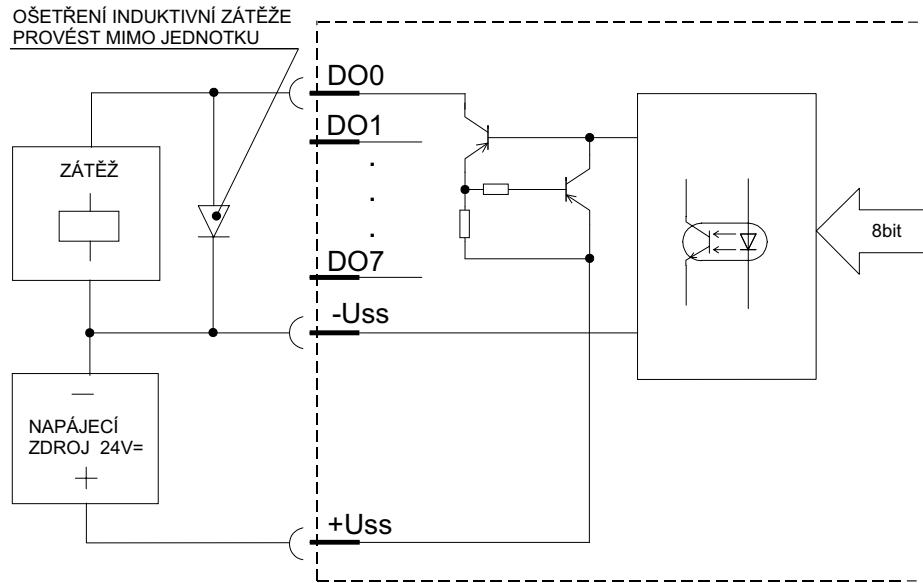 OŠETŘENÍ INDUKTIVNÍ ZÁTĚŽE
PROVÉST MIMO JEDNOTKU
DO0
DO1
ZÁTĚŽ
.
.
.
DO7
8bit
-Uss
—
NAPÁJECÍ
ZDROJ 24V=
+
+Uss